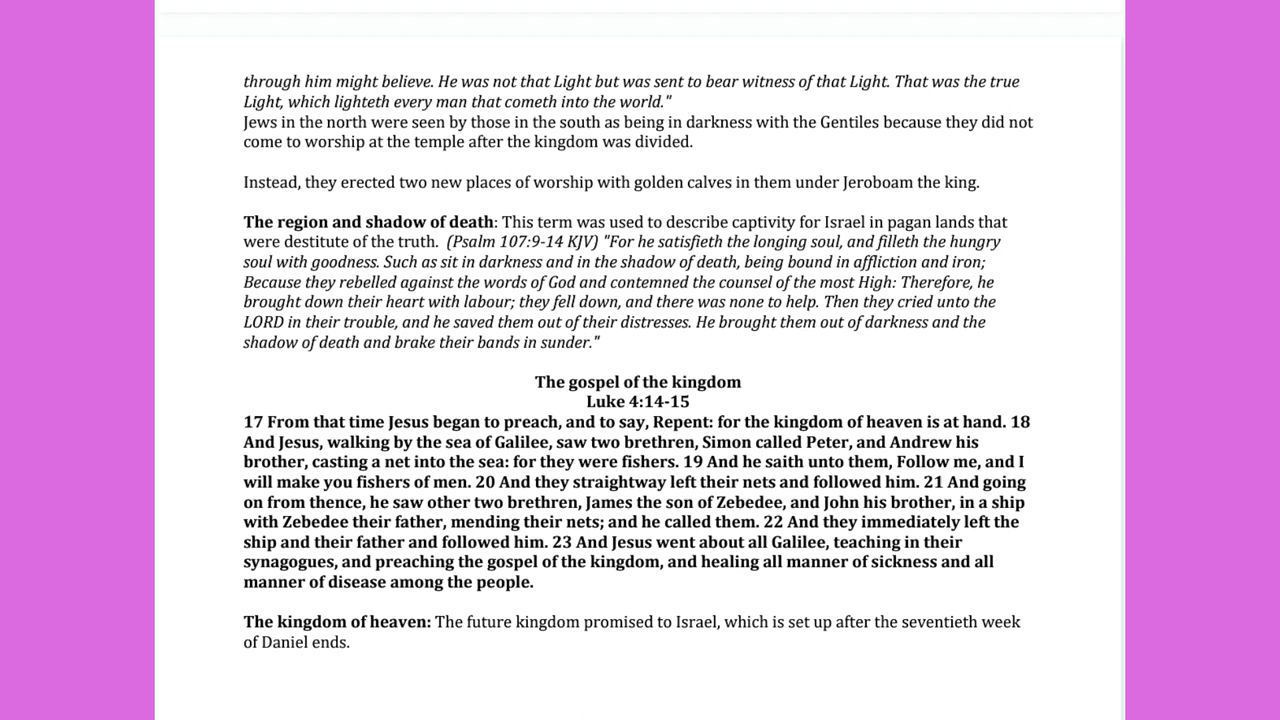 through him might believe. He was not that Light but was sent to bear witness of that Light. That was the true
Light, which lighteth every man that cometh into the world."
Jews in the north were seen by those in the south as being in darkness with the Gentiles because they did not
come to worship at the temple after the kingdom was divided.
Instead, they erected two new places of worship with golden calves in them under Jeroboam the king.
The region and shadow of death: This term was used to describe captivity for Israel in pagan lands that
were destitute of the truth. (Psalm 107:9-14 KJV) "For he satisfieth the longing soul, and filleth the hungry
soul with goodness. Such as sit in darkness and in the shadow of death, being bound in affliction and iron;
Because they rebelled against the words of God and contemned the counsel of the most High: Therefore, he
brought down their heart with labour; they fell down, and there was none to help. Then they cried unto the
LORD in their trouble, and he saved them out of their distresses. He brought them out of darkness and the
shadow of death and brake their bands in sunder."
The gospel of the kingdom
Luke 4:14-15
17 From that time Jesus began to preach, and to say, Repent: for the kingdom of heaven is at hand. 18
And Jesus, walking by the sea of Galilee, saw two brethren, Simon called Peter, and Andrew his
brother, casting a net into the sea: for they were fishers. 19 And he saith unto them, Follow me, and I
will make you fishers of men. 20 And they straightway left their nets and followed him. 21 And going
on from thence, he saw other two brethren, James the son of Zebedee, and John his brother, in a ship
with Zebedee their father, mending their nets; and he called them. 22 And they immediately left the
ship and their father and followed him. 23 And Jesus went about all Galilee, teaching in their
synagogues, and preaching the gospel of the kingdom, and healing all manner of sickness and all
manner of disease among the people.
The kingdom of heaven: The future kingdom promised to Israel, which is set up after the seventieth week
of Daniel ends.